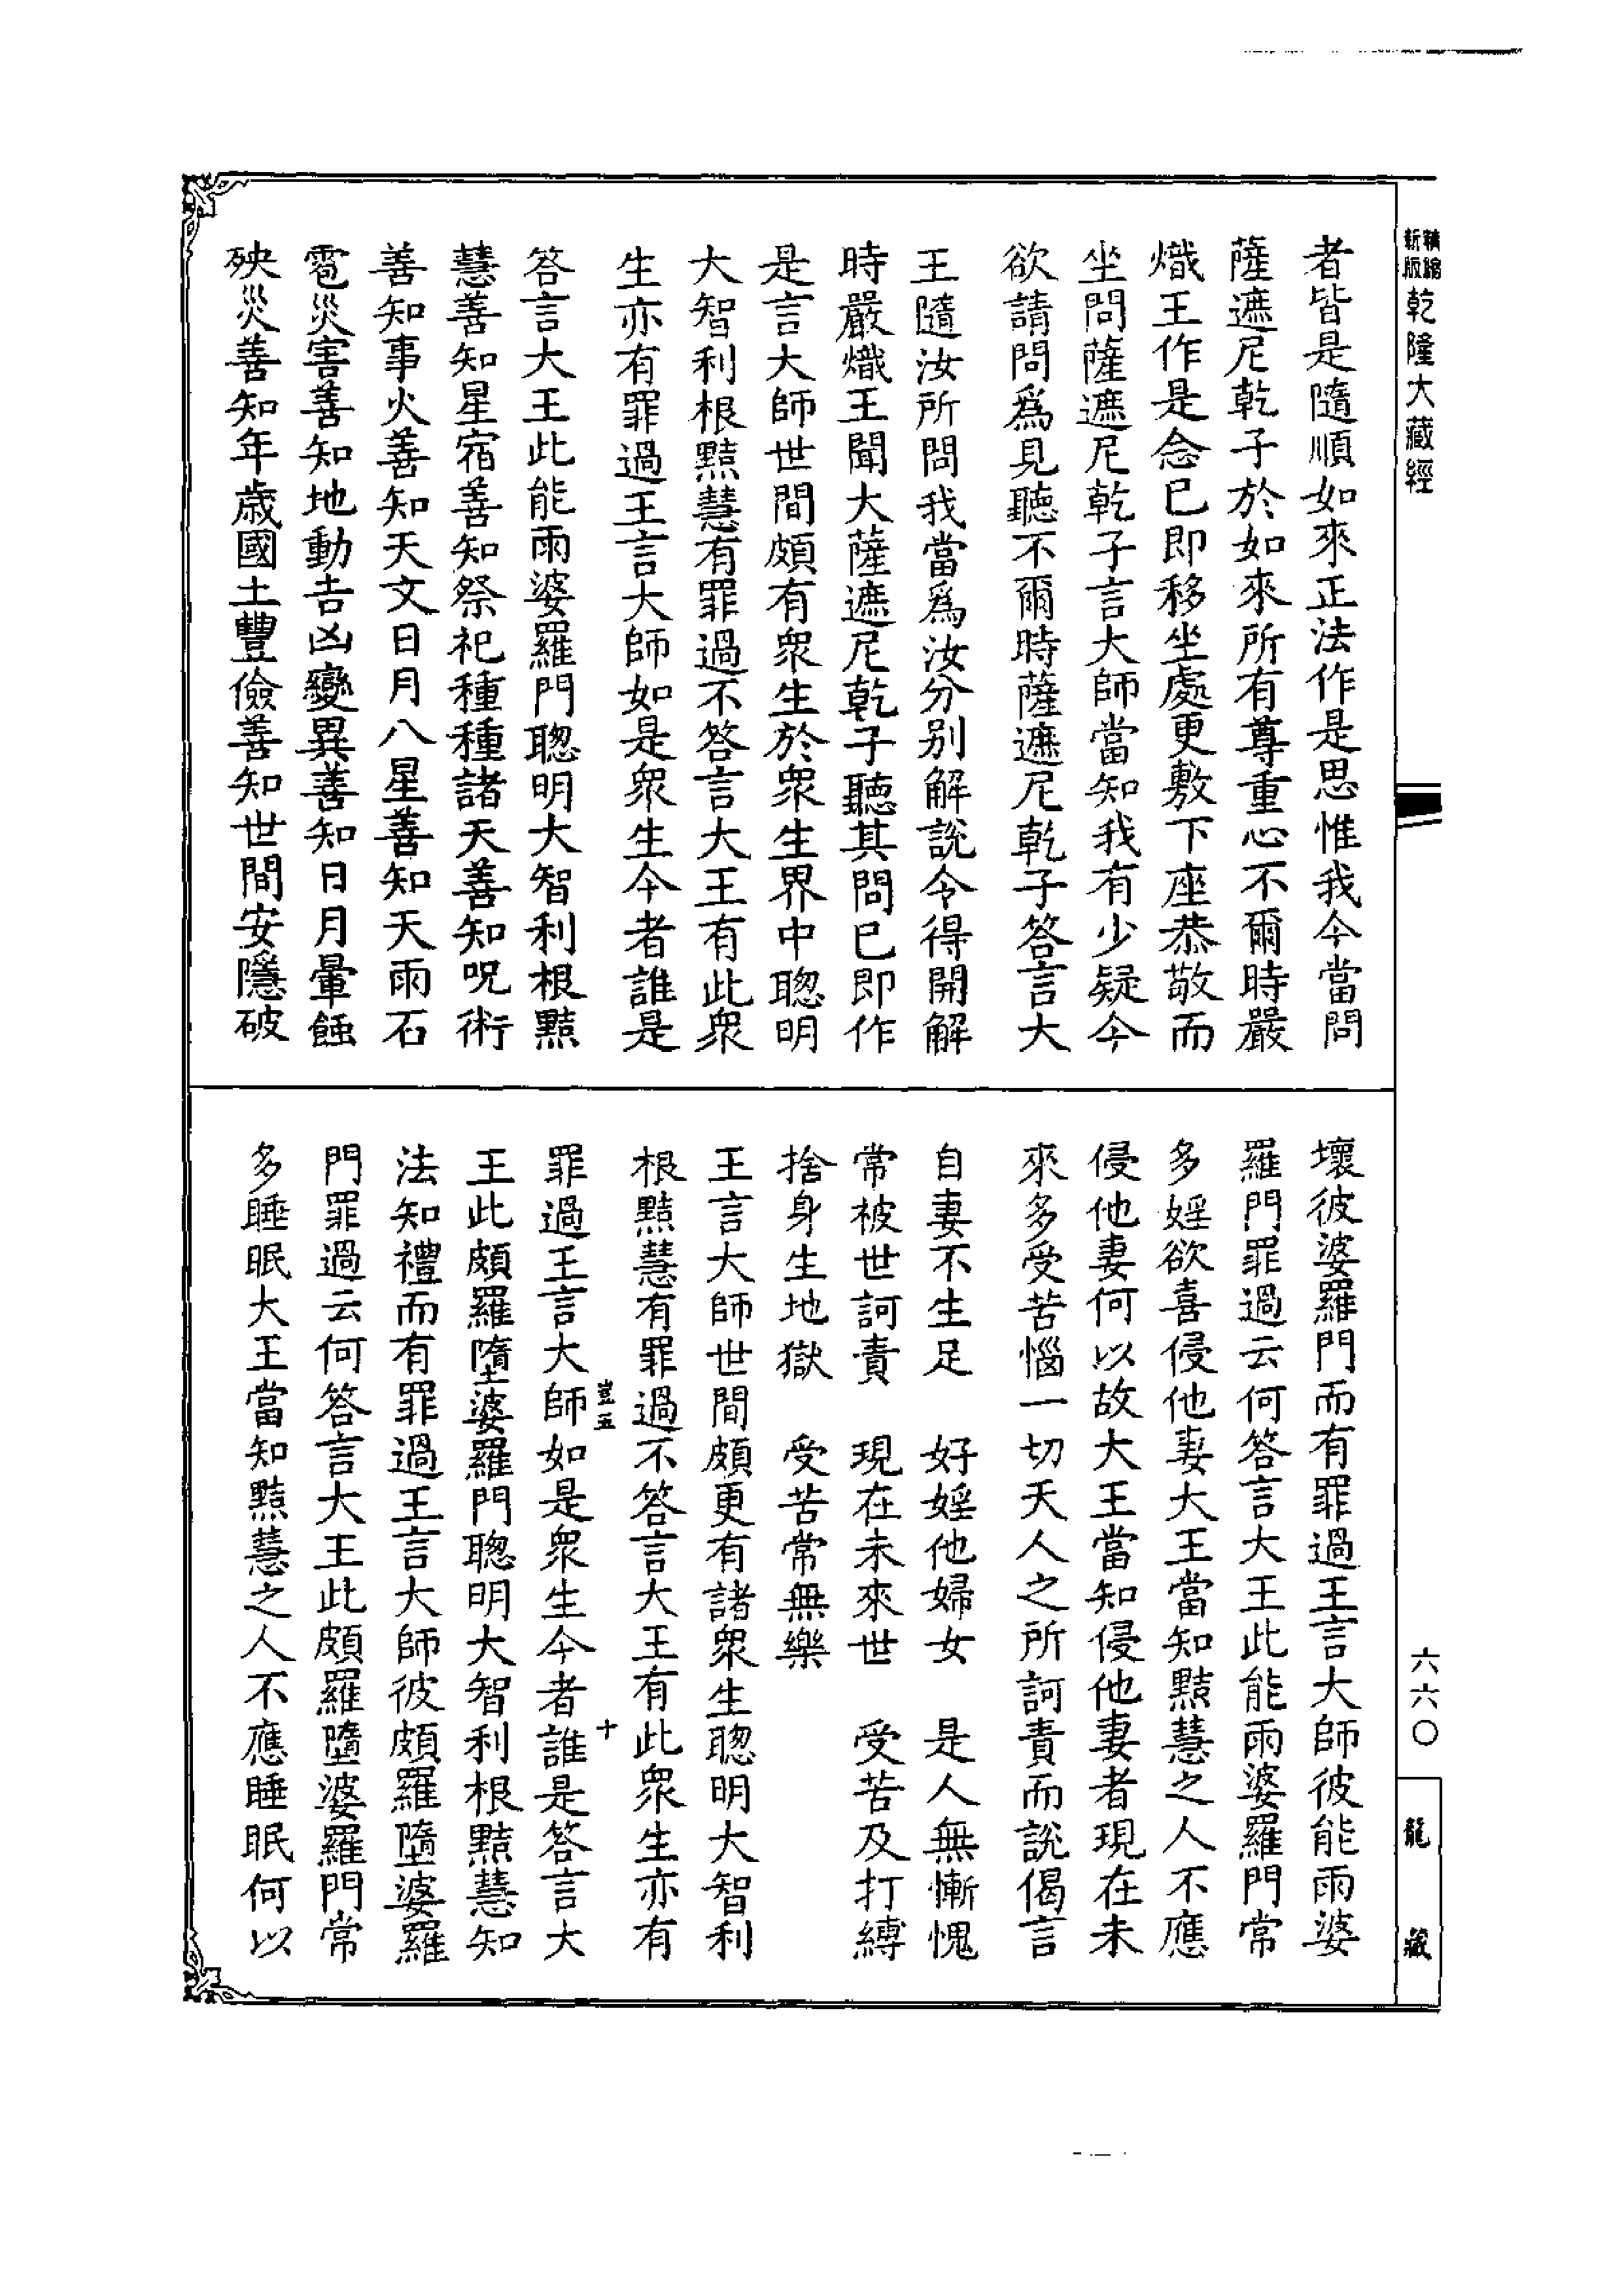 精縮
新版
乾隆大藏經
者皆是隨順如來正法作是思惟我今當問
薩遮尼乾子於如來所有尊重心不爾時嚴
熾王作是念已即移坐處更敷下座恭敬而
坐問薩遮尼乾子言大師當知我有少疑今
欲請問爲見聽不爾時薩遮尼乾子答言大
王隨汝所問我當爲汝分別解說令得開解
時嚴熾王聞大薩遮尼乾子聽其問已即作
是言大師世間頗有衆生於衆生界中聰明
大智利根黠慧有罪過不答言大王有此衆
生亦有罪過王言大師如是衆生今者誰是
答言大王此能雨婆羅門聰明大智利根黠
慧善知星宿善知祭祀種種諸天善知呪術
善知事火善知天文日月八星善知天雨石
雹災害善知地動吉凶變異善知日月暈蝕
殃災善知年歲國土豐儉善知世間安隱破
壞彼婆羅門而有罪過王言大師彼能雨婆
羅門罪過云何答言大王此能雨婆羅門常
多婬欲喜侵他妻大王當知黠慧之人不應
侵他妻何以故大王當知侵他妻者現在未
來多受苦惱一切天人之所訶責而說偈言
自妻不生足　好婬他婦女　是人無慚愧
常被世訶責　現在未來世　受苦及打縛
捨身生地獄　受苦常無樂
王言大師世間頗更有諸衆生聰明大智利
根黠慧有罪過不答言大王有此衆生亦有
豈五　十
罪過王言大師如是衆生今者誰是答言大
王此頗羅墮婆羅門聰明大智利根黠慧知
法知禮而有罪過王言大師彼頗羅墮婆羅
門罪過云何答言大王此頗羅墮婆羅門常
多睡眠大王當知黠慧之人不應睡眠何以
六六〇
龍藏